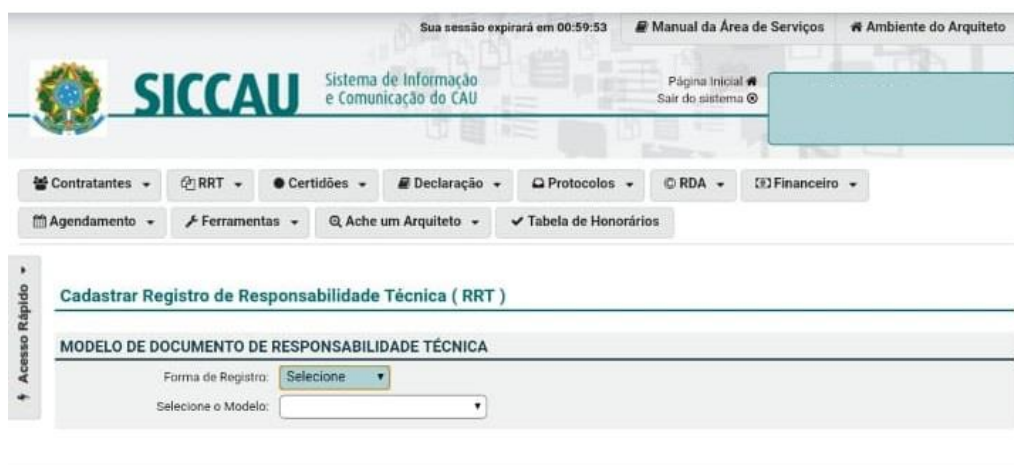 Sua sessão expirará em 00:59:53
Manual da Área de Serviços
Ambiente do Arquiteto
SICCAU
Sistema de Informação
e Comunicação do CAU
Página Inicial
Sair do sistema
Contratantes
RRT
Certidões
Declaração
Protocolos
RDA
Financeiro
Agendamento
Ferramentas
Ache um Arquiteto
Tabela de Honorários
Acesso Rápido
Cadastrar Registro de Responsabilidade Técnica ( RRT )
MODELO DE DOCUMENTO DE RESPONSABILIDADE TÉCNICA
Forma de Registro: Selecione
Selecione o Modelo: